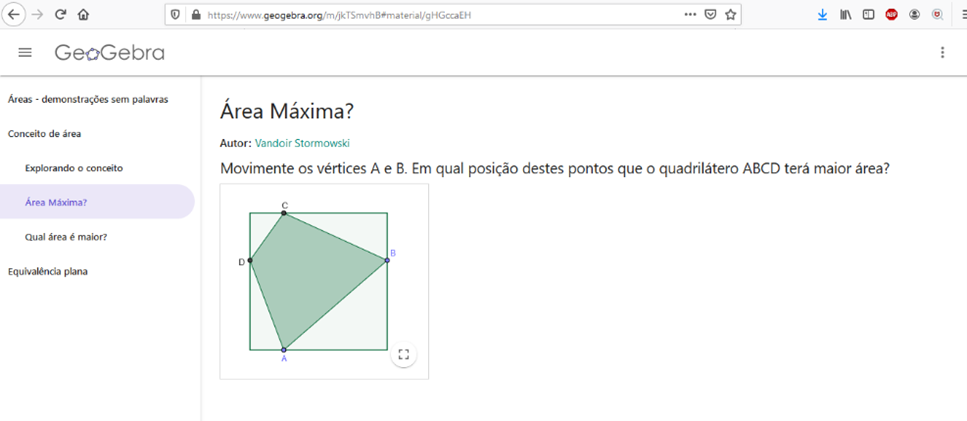 https://www.geogebra.org/m/jkTSmvhB#material/gHGccaEH
GeoGebra
Áreas - demonstrações sem palavras
Conceito de área
Explorando o conceito
Área Máxima?
Qual área é maior?
Equivalência plana
Área Máxima?
Autor: Vandoir Stormowski
Movimente os vértices A e B. Em qual posição destes pontos que o quadrilátero ABCD terá maior área?
C
B
D
A